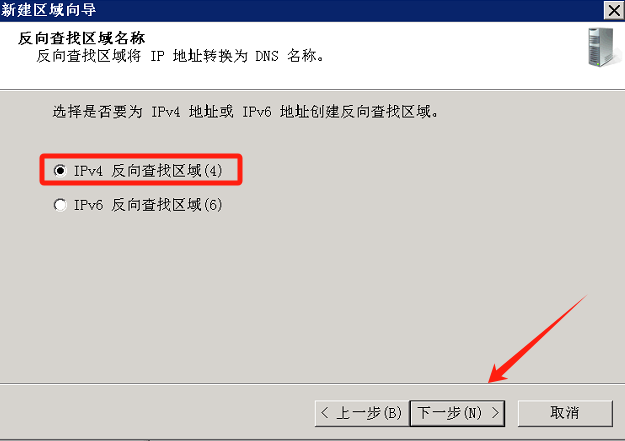 新建区域向导
反向查找区域名称
反向查找区域将 IP 地址转换为 DNS 名称。
选择是否要为 IPv4 地址或 IPv6 地址创建反向查找区域。
IPv4 反向查找区域(4)
IPv6 反向查找区域(6)
< 上一步(B) 下一步(N) > 取消